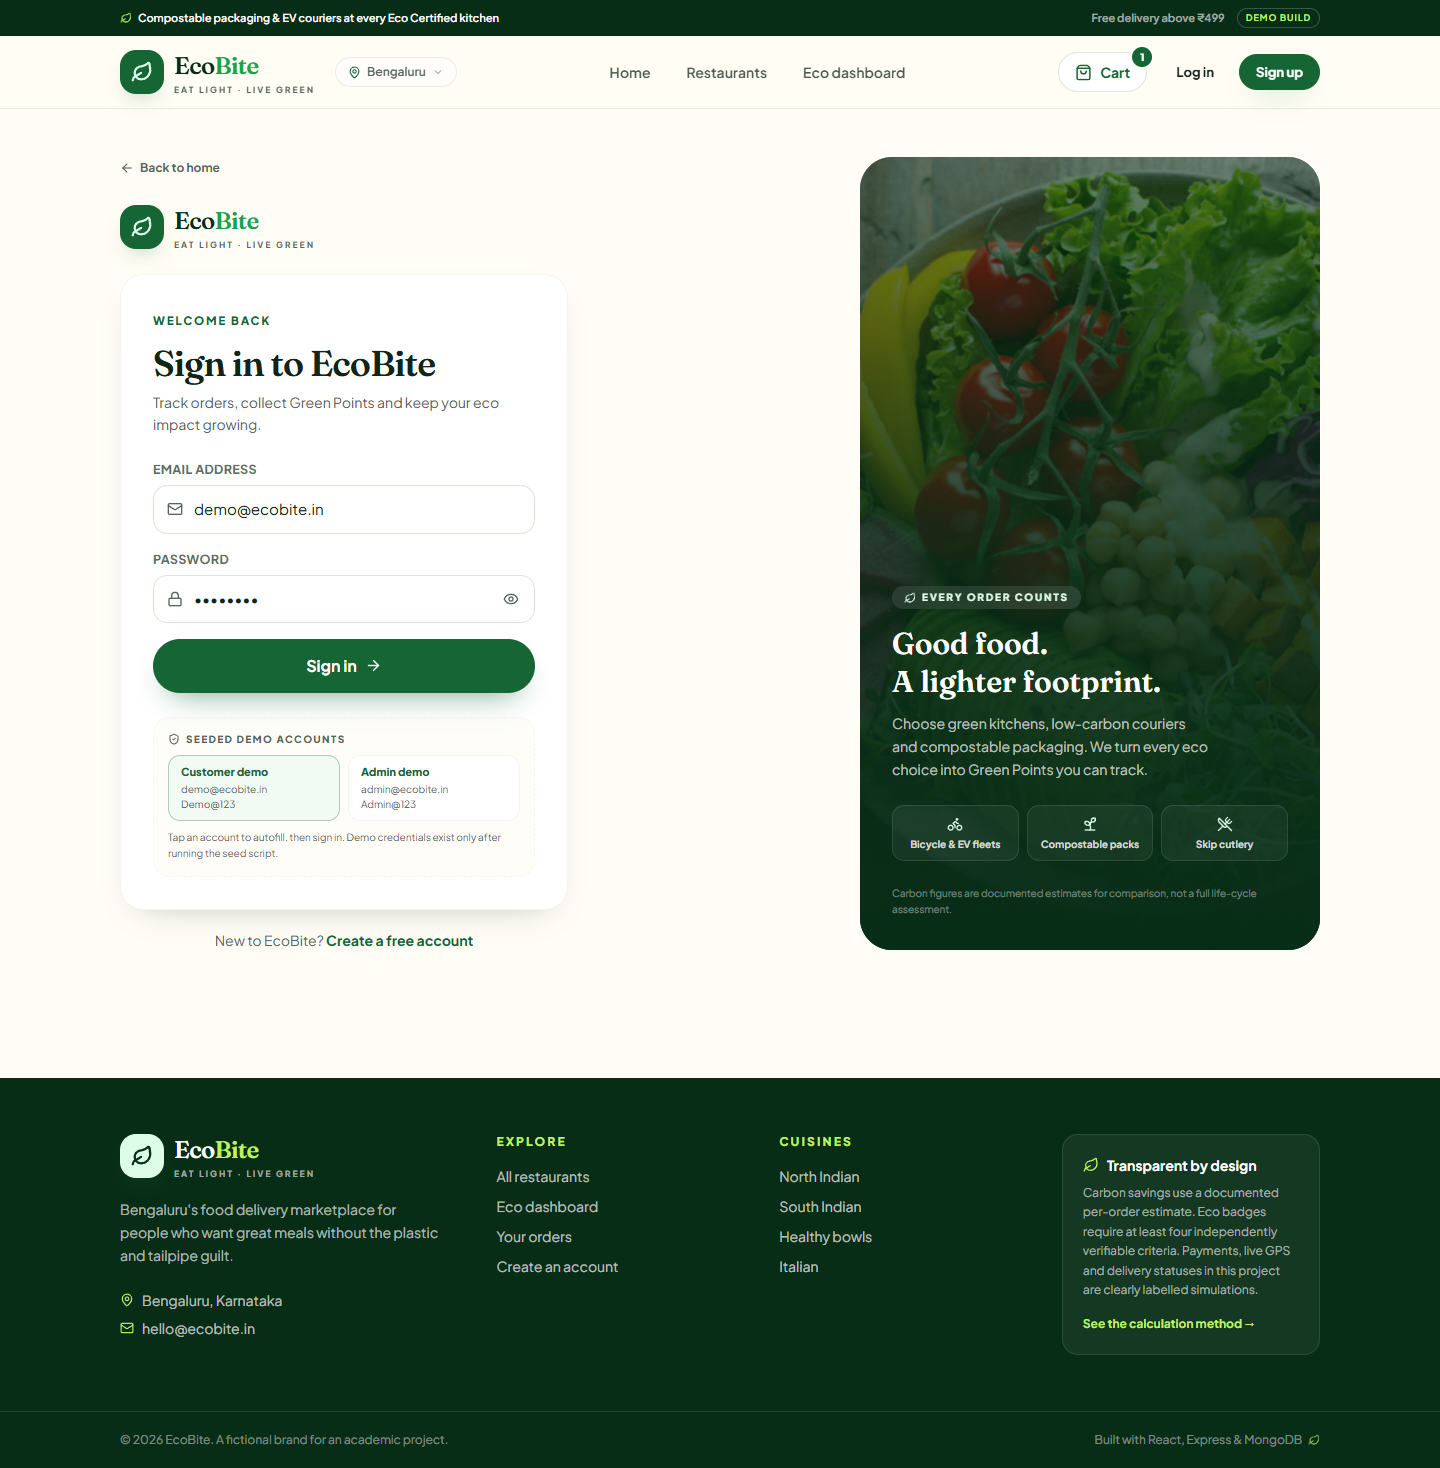 Compostable packaging & EV couriers at every Eco Certified kitchen
Free delivery above ₹499
DEMO BUILD
EcoBite
EAT LIGHT · LIVE GREEN
Bengaluru
Home
Restaurants
Eco dashboard
Cart
1
Log in
Sign up
Back to home
EcoBite
EAT LIGHT · LIVE GREEN
WELCOME BACK
Sign in to EcoBite
Track orders, collect Green Points and keep your eco
impact growing.
EMAIL ADDRESS
demo@ecobite.in
PASSWORD
••••••••
Sign in →
SEEDED DEMO ACCOUNTS
Customer demo
demo@ecobite.in
Demo@123
Admin demo
admin@ecobite.in
Admin@123
Tap an account to autofill, then sign in. Demo credentials exist only after
running the seed script.
New to EcoBite? Create a free account
EVERY ORDER COUNTS
Good food.
A lighter footprint.
Choose green kitchens, low-carbon couriers
and compostable packaging. We turn every eco
choice into Green Points you can track.
Bicycle & EV fleets
Compostable packs
Skip cutlery
Carbon figures are documented estimates for comparison, not a full life-cycle
assessment.
EcoBite
EAT LIGHT · LIVE GREEN
Bengaluru's food delivery marketplace for
people who want great meals without the plastic
and tailpipe guilt.
Bengaluru, Karnataka
hello@ecobite.in
EXPLORE
All restaurants
Eco dashboard
Your orders
Create an account
CUISINES
North Indian
South Indian
Healthy bowls
Italian
Transparent by design
Carbon savings use a documented
per-order estimate. Eco badges
require at least four independently
verifiable criteria. Payments, live GPS
and delivery statuses in this project
are clearly labelled simulations.
See the calculation method →
© 2026 EcoBite. A fictional brand for an academic project.
Built with React, Express & MongoDB